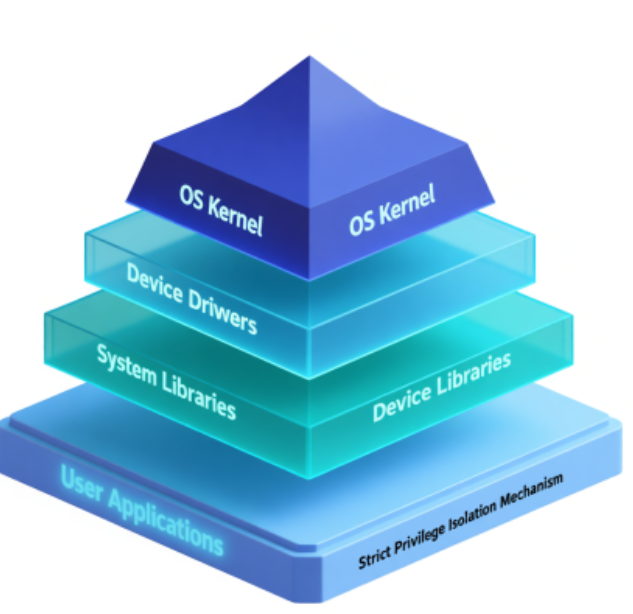 OS Kernel
OS Kernel
Device Driwers
System Libraries
Device Libraries
User Applications
Strict Privilege Isolation Mechanism